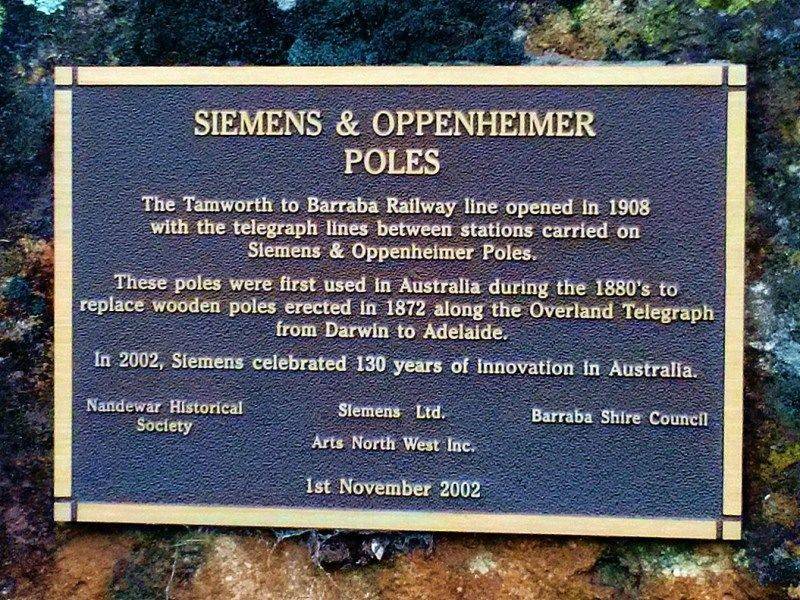 SIEMENS & OPPENHEIMER
POLES
The Tamworth to Barraba Railway line opened in 1908
with the telegraph lines between stations carried on
Siemens & Oppenheimer Poles.
These poles were first used in Australia during the 1880's to
replace wooden poles erected in 1872 along the Overland Telegraph
from Darwin to Adelaide.
In 2002, Siemens celebrated 130 years of innovation in Australia.
Nandewar Historical
Society
Siemens Ltd.
Barraba Shire Council
Arts North West Inc.
1st November 2002